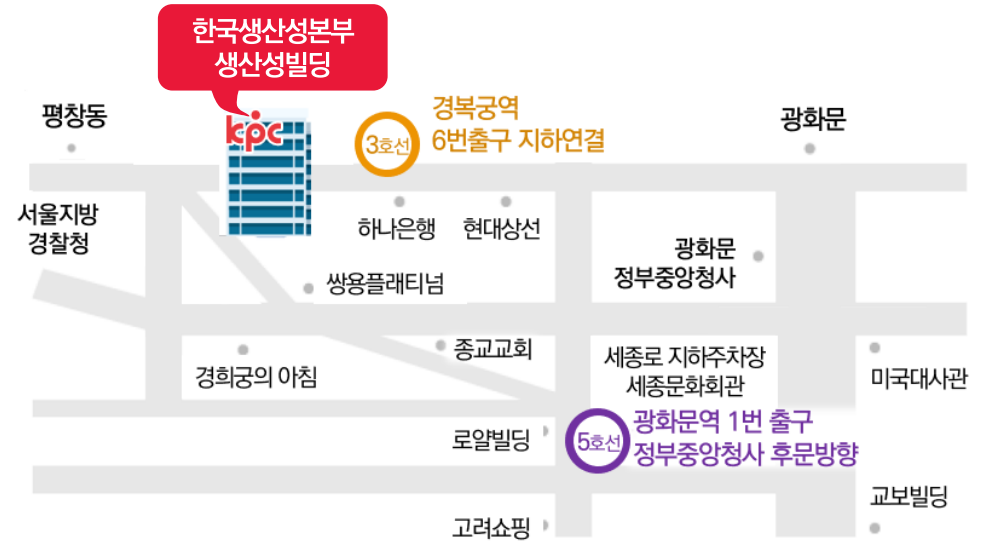 한국생산성본부
생산성빌딩
kpc
평창동
3호선
경복궁역
6번출구 지하연결
광화문
서울지방
경찰청
하나은행
현대상선
광화문
정부중앙청사
쌍용플래티넘
종교교회
경희궁의 아침
세종로 지하주차장
세종문화회관
미국대사관
5호선
광화문역 1번 출구
정부중앙청사 후문방향
로얄빌딩
교보빌딩
고려쇼핑